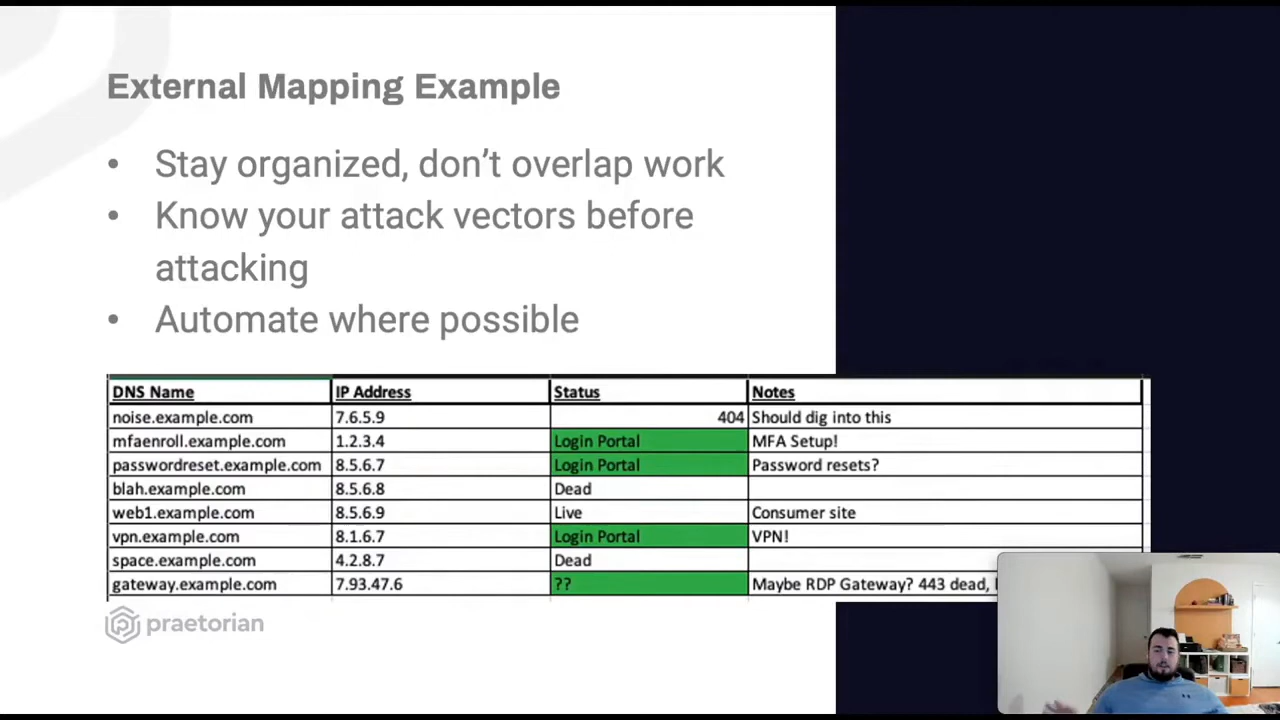 External Mapping Example
• Stay organized, don't overlap work
• Know your attack vectors before
attacking
• Automate where possible
DNS Name IP Address Status Notes
noise.example.com 7.6.5.9 404 Should dig into this
mfaenroll.example.com 1.2.3.4 Login Portal MFA Setup!
passwordreset.example.com 8.5.6.7 Login Portal Password resets?
blah.example.com 8.5.6.8 Dead
web1.example.com 8.5.6.9 Live Consumer site
vpn.example.com 8.1.6.7 Login Portal VPN!
space.example.com 4.2.8.7 Dead
gateway.example.com 7.93.47.6 ?? Maybe RDP Gateway? 443 dead,
praetorian